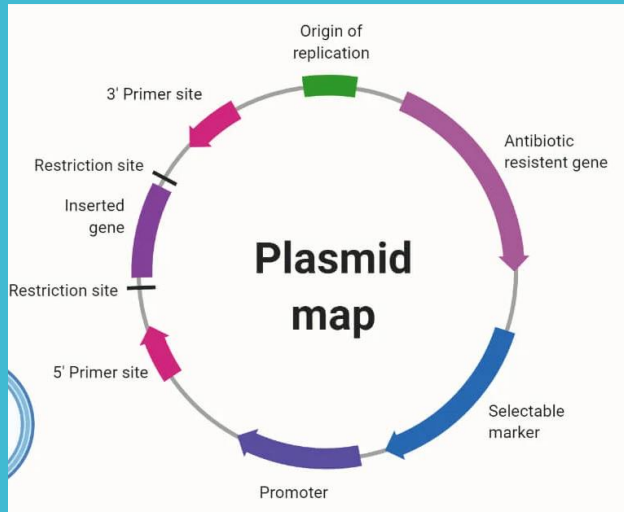 Origin of
replication
3' Primer site
Antibiotic
resistent gene
Restriction site
Inserted
gene
Plasmid
map
Restriction site
5' Primer site
Selectable
marker
Promoter